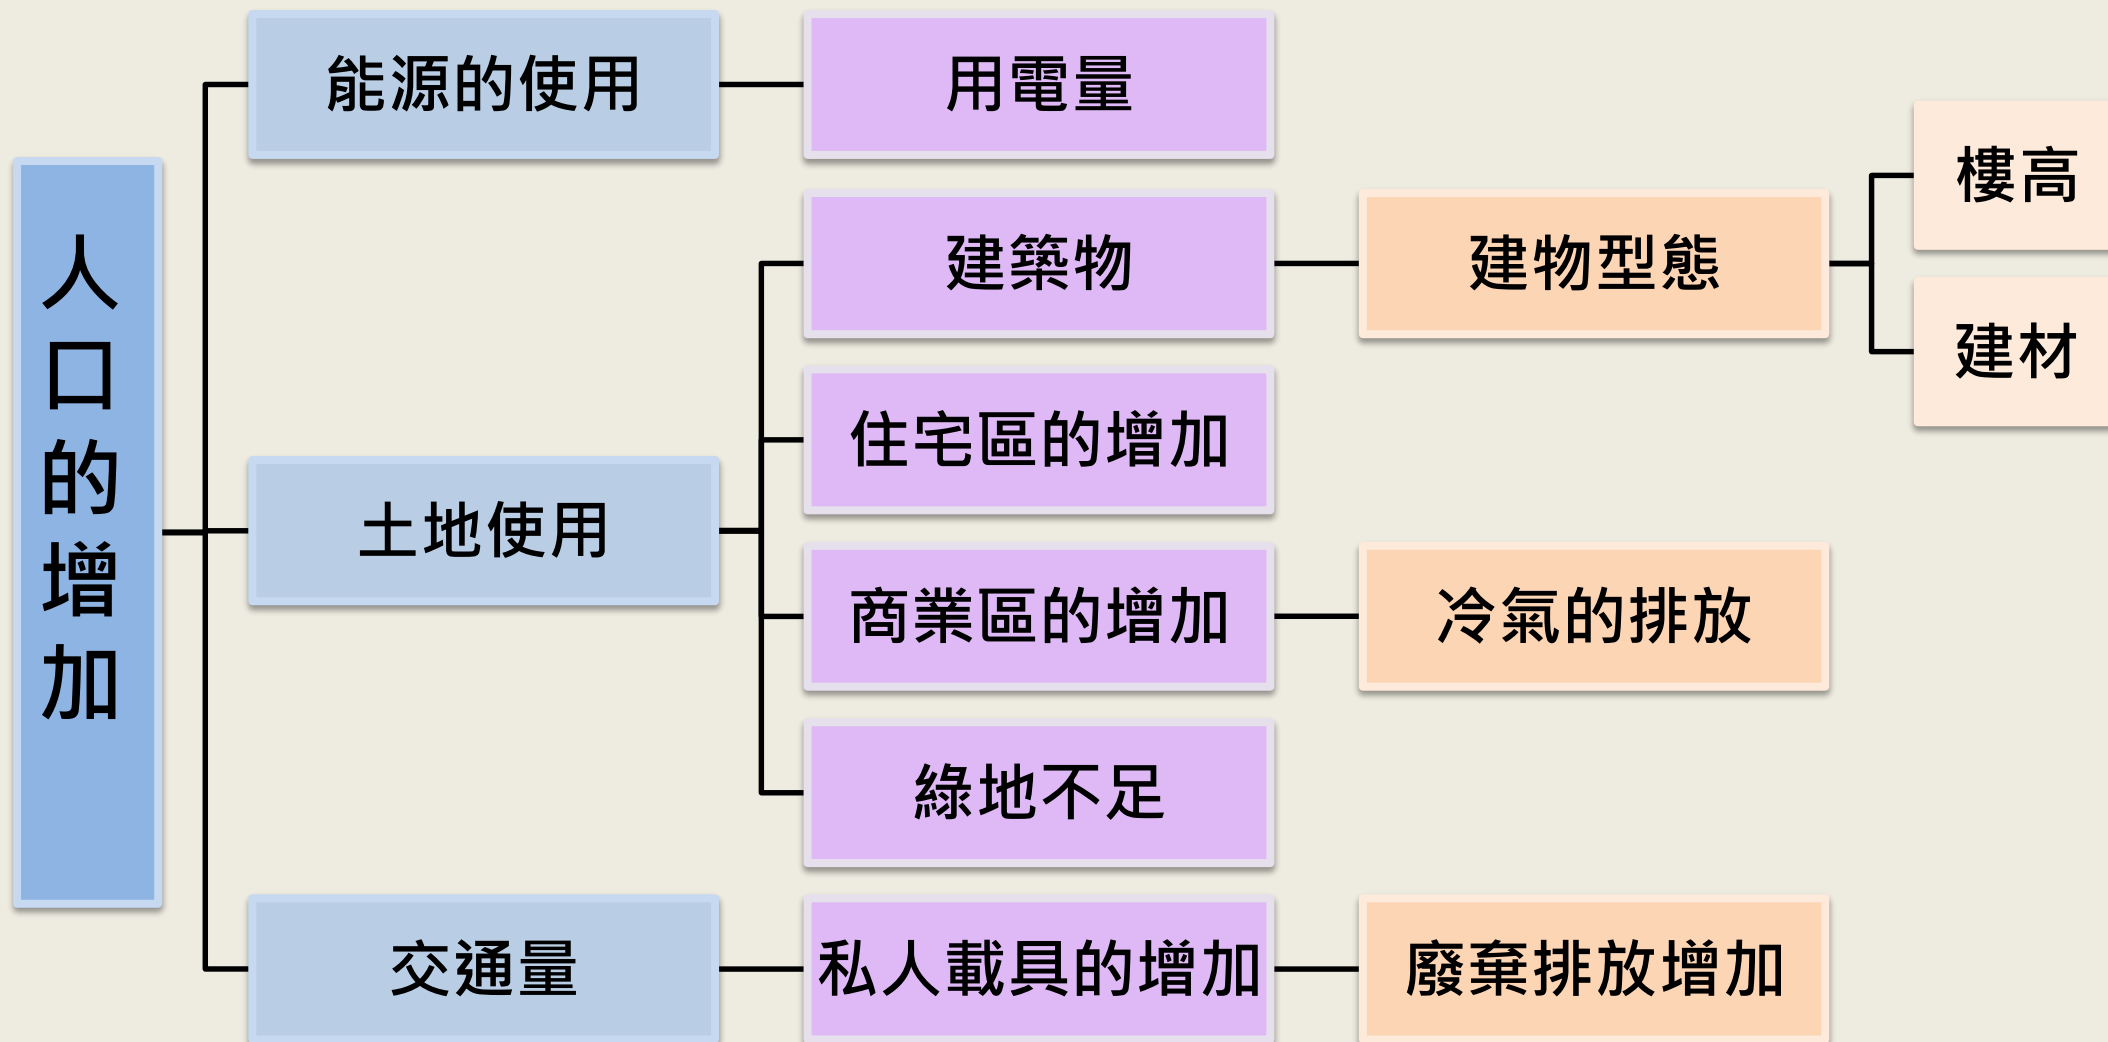 人口的增加
能源的使用
用電量
土地使用
建築物
建物型態
樓高
建材
住宅區的增加
商業區的增加
冷氣的排放
綠地不足
交通量
私人載具的增加
廢棄排放增加